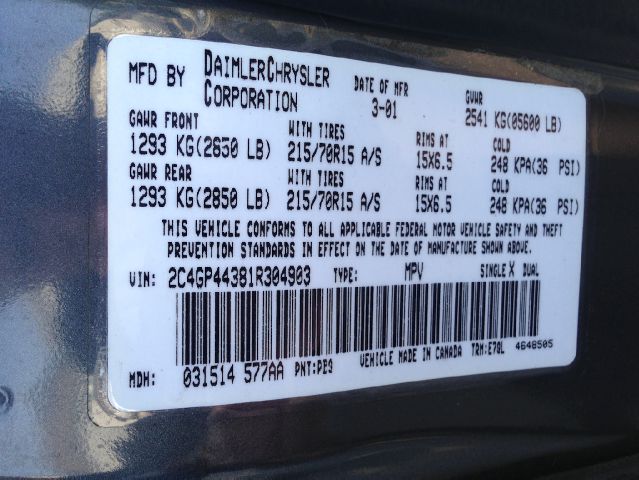 MFD BY DAIMLERCHRYSLER CORPORATION DATE OF MFR 3-01 GVWR 2541 KG(05600 LB)
GAWR FRONT WITH TIRES RIMS AT COLD
1293 KG(2850 LB) 215/70R15 A/S 15X6.5 248 KPA(36 PSI)
GAWR REAR WITH TIRES RIMS AT COLD
1293 KG(2850 LB) 215/70R15 A/S 15X6.5 248 KPA(36 PSI)
THIS VEHICLE CONFORMS TO ALL APPLICABLE FEDERAL MOTOR VEHICLE SAFETY AND THEFT
PREVENTION STANDARDS IN EFFECT ON THE DATE OF MANUFACTURE SHOWN ABOVE.
VIN: 2C4GP44381R304903 TYPE: MPV SINGLE X DUAL
VEHICLE MADE IN CANADA TRM:E7QL 4648505
MDH: 031514 577AA PNT:PES